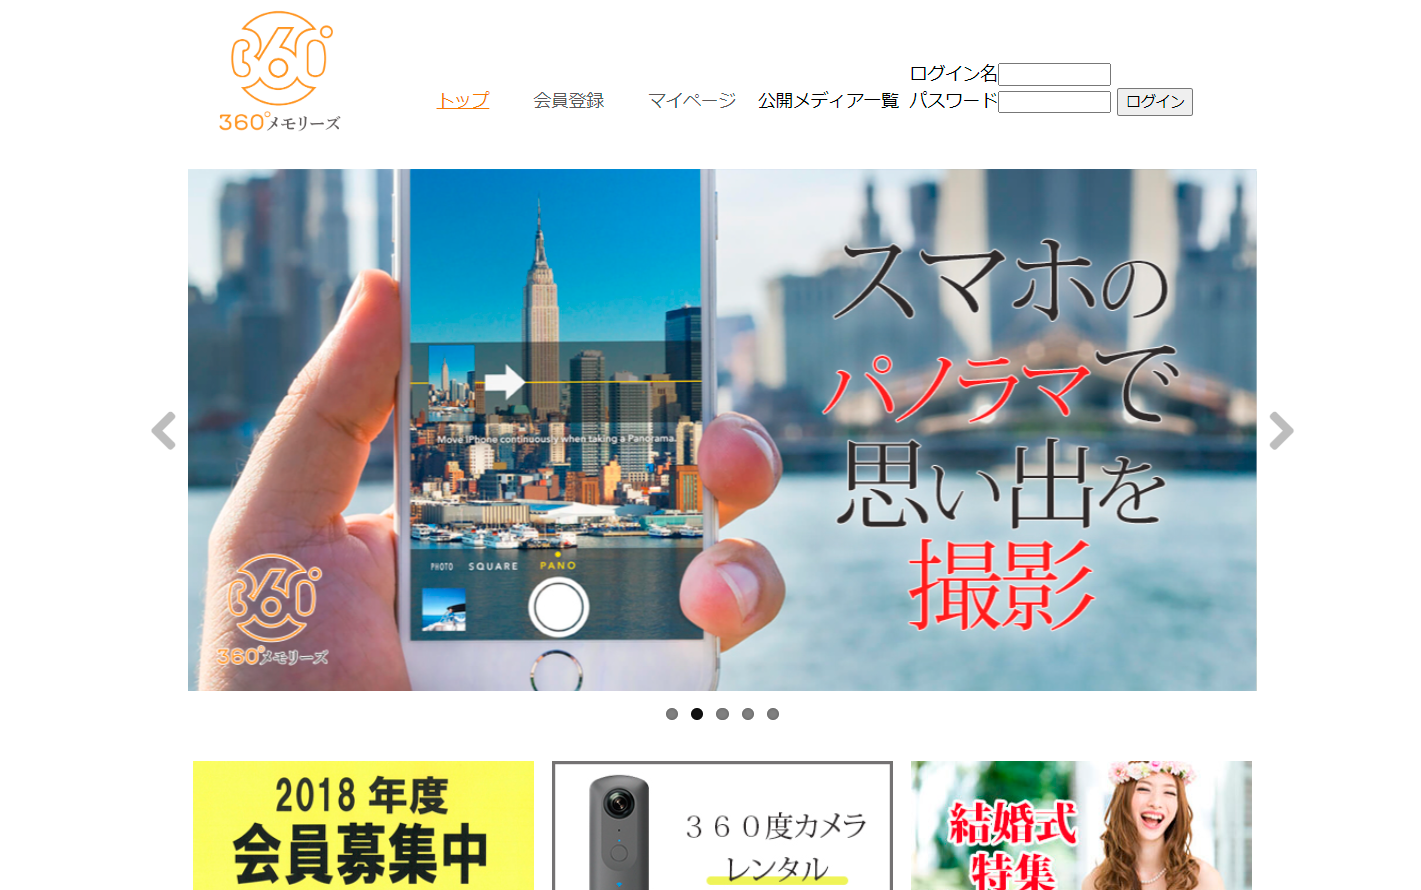 360°
360°メモリーズ
トップ 会員登録 マイページ 公開メディア一覧
ログイン名
パスワード ログイン
スマホの
パノラマで
思い出を
撮影
Move iPhone continuously when taking a Panorama.
PHOTO SQUARE PANO
360°
360°メモリーズ
2018年度
会員募集中
３６０度カメラ
レンタル
結婚式
特集